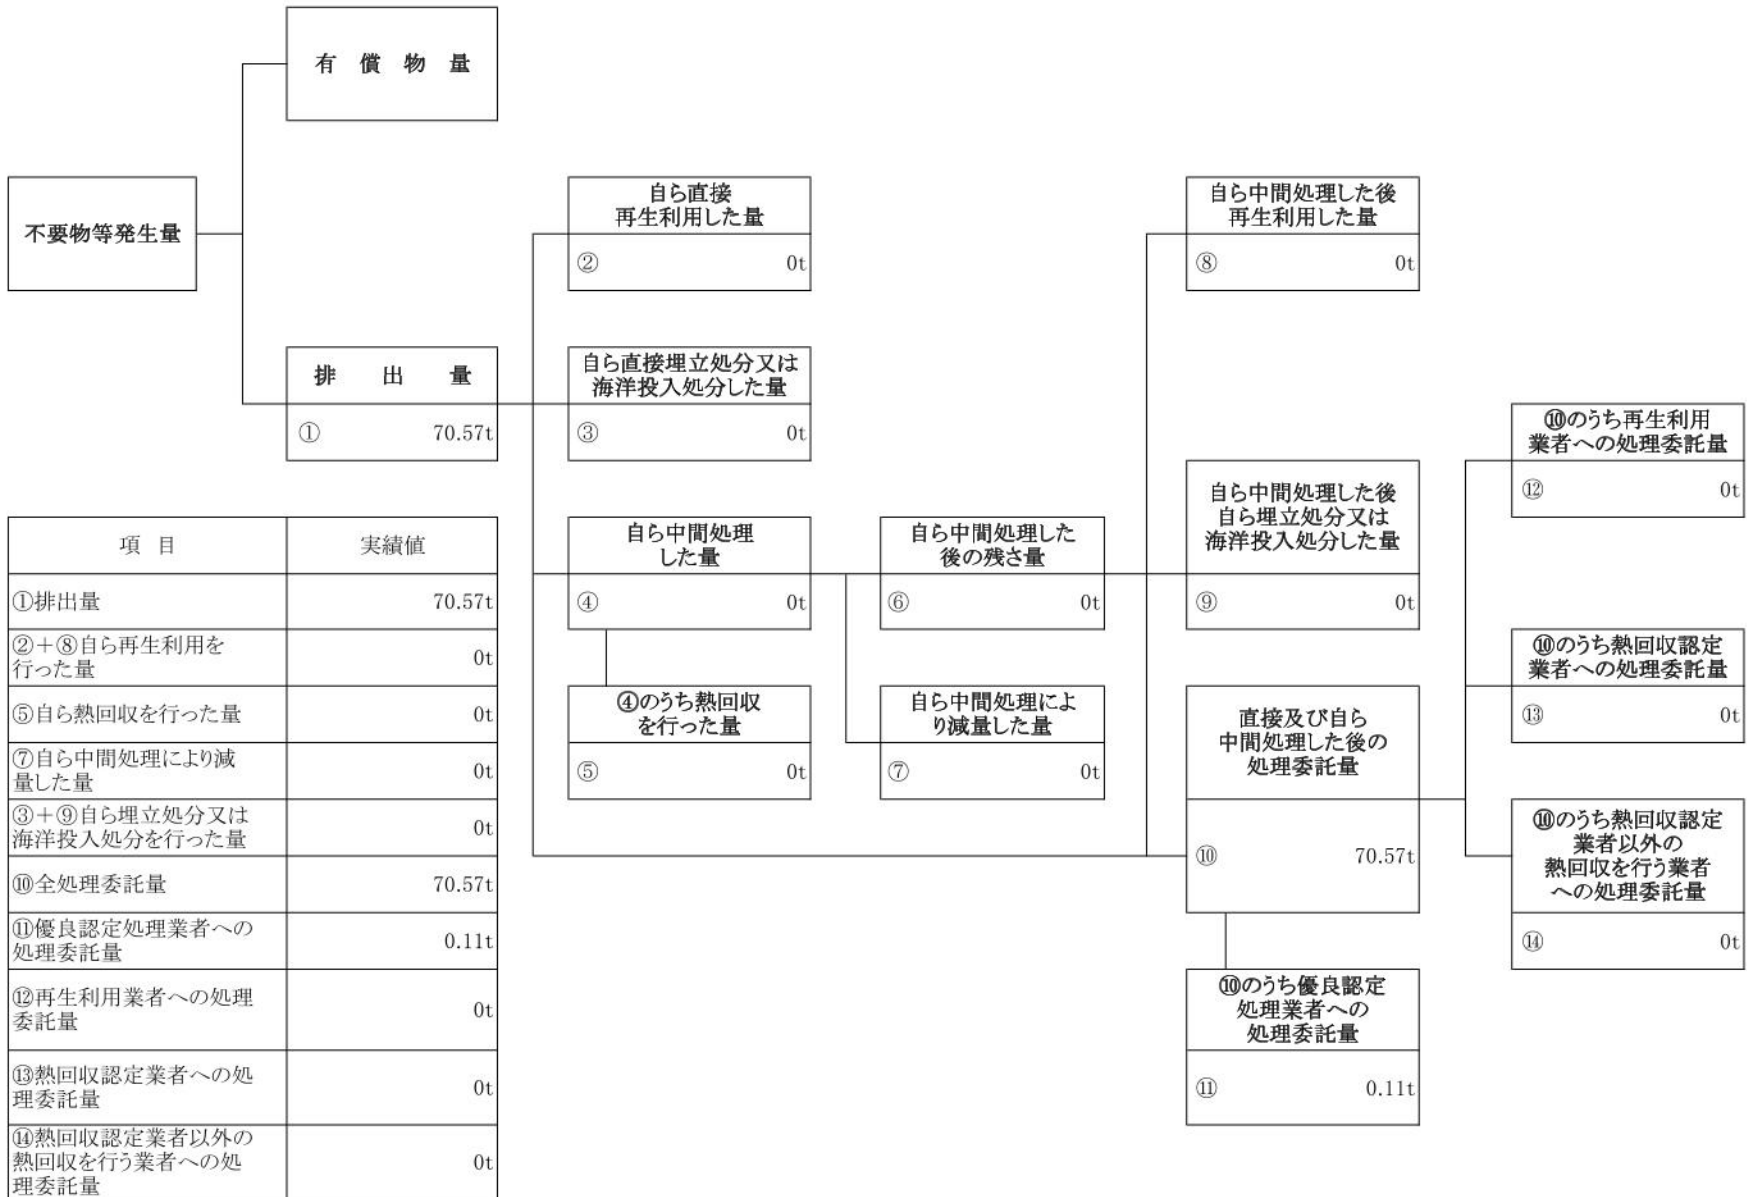 有 償 物 量
不要物等発生量
自ら直接
再生利用した量
② 0t
自ら中間処理した後
再生利用した量
⑧ 0t
排 出 量
① 70.57t
自ら直接埋立処分又は
海洋投入処分した量
③ 0t
⑩のうち再生利用
業者への処理委託量
⑫ 0t
自ら中間処理
した量
④ 0t
自ら中間処理した
後の残さ量
⑥ 0t
自ら中間処理した後
自ら埋立処分又は
海洋投入処分した量
⑨ 0t
⑩のうち熱回収認定
業者への処理委託量
⑬ 0t
④のうち熱回収
を行った量
⑤ 0t
自ら中間処理によ
り減量した量
⑦ 0t
直接及び自ら
中間処理した後の
処理委託量
⑩ 70.57t
⑩のうち熱回収認定
業者以外の
熱回収を行う業者
への処理委託量
⑭ 0t
⑩のうち優良認定
処理業者への
処理委託量
⑪ 0.11t
項 目 実績値
①排出量 70.57t
②+⑧自ら再生利用を
行った量 0t
⑤自ら熱回収を行った量 0t
⑦自ら中間処理により減
量した量 0t
③+⑨自ら埋立処分又は
海洋投入処分を行った量 0t
⑩全処理委託量 70.57t
⑪優良認定処理業者への
処理委託量 0.11t
⑫再生利用業者への処理
委託量 0t
⑬熱回収認定業者への処
理委託量 0t
⑭熱回収認定業者以外の
熱回収を行う業者への処
理委託量 0t